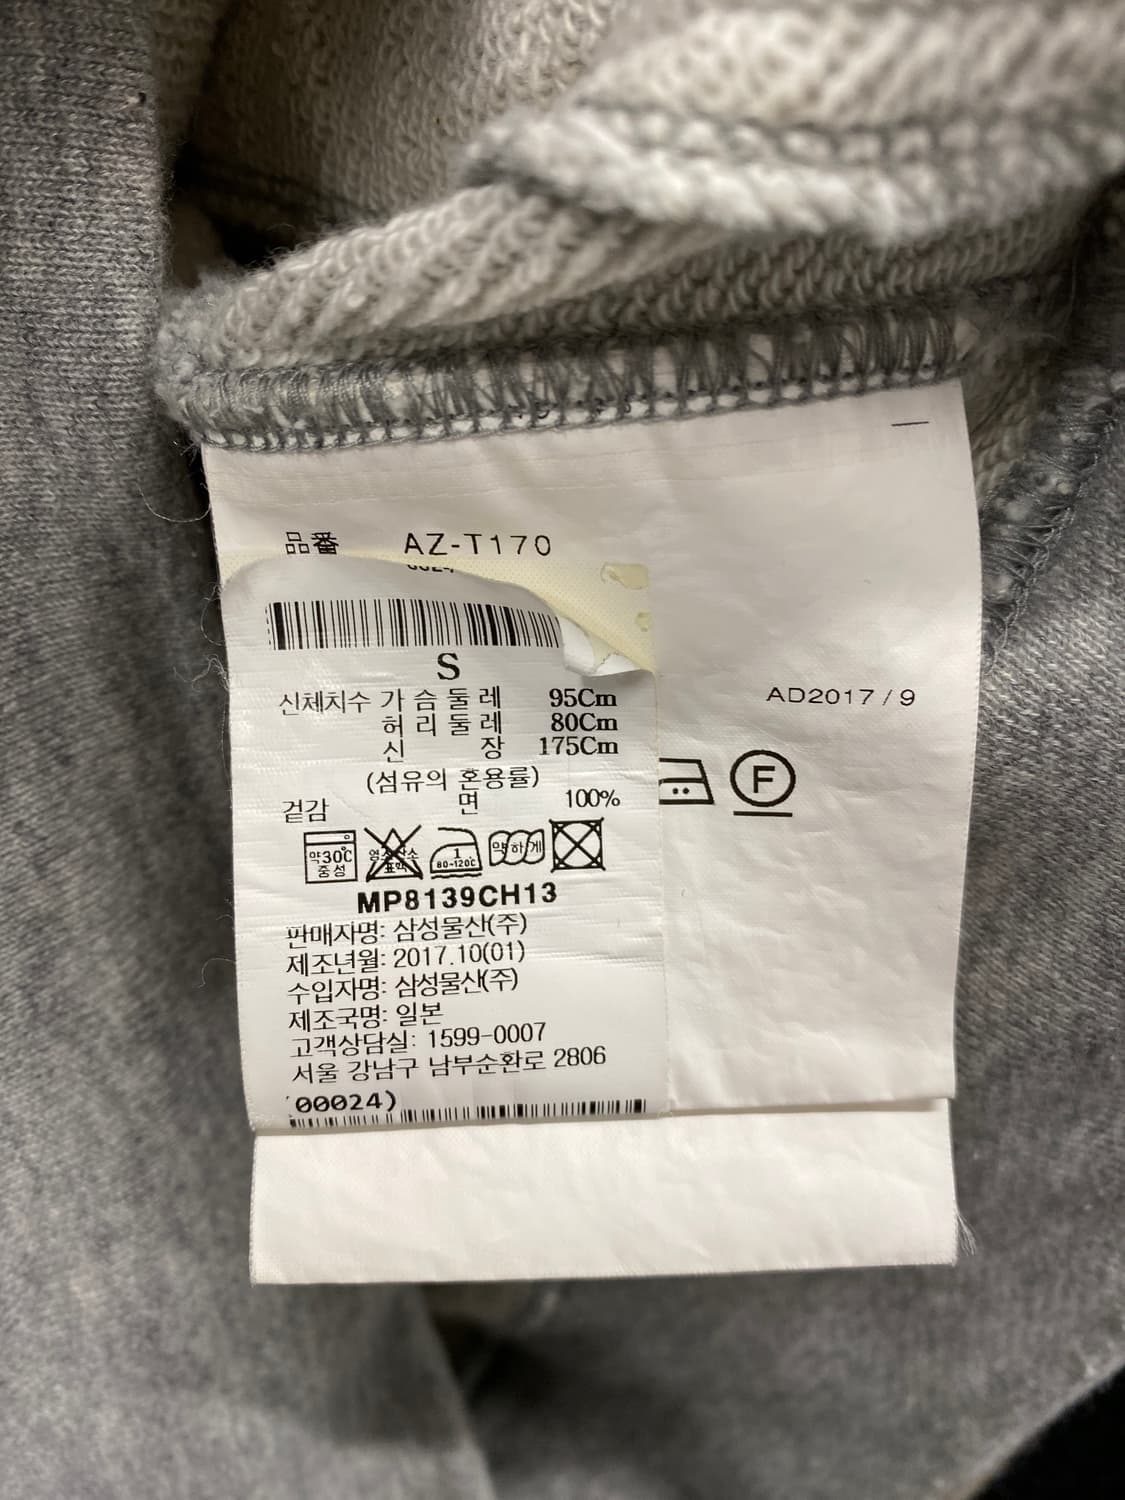 品番 AZ-T170
S
신체치수 가슴둘레 95Cm
허리둘레 80Cm
신 장 175Cm
(섬유의 혼용률)
겉감 면 100%
AD2017/9
F
약30℃ 중성
1 80~120℃
약하게
MP8139CH13
판매자명: 삼성물산(주)
제조년월: 2017.10(01)
수입자명: 삼성물산(주)
제조국명: 일본
고객상담실: 1599-0007
서울 강남구 남부순환로 2806
00024)